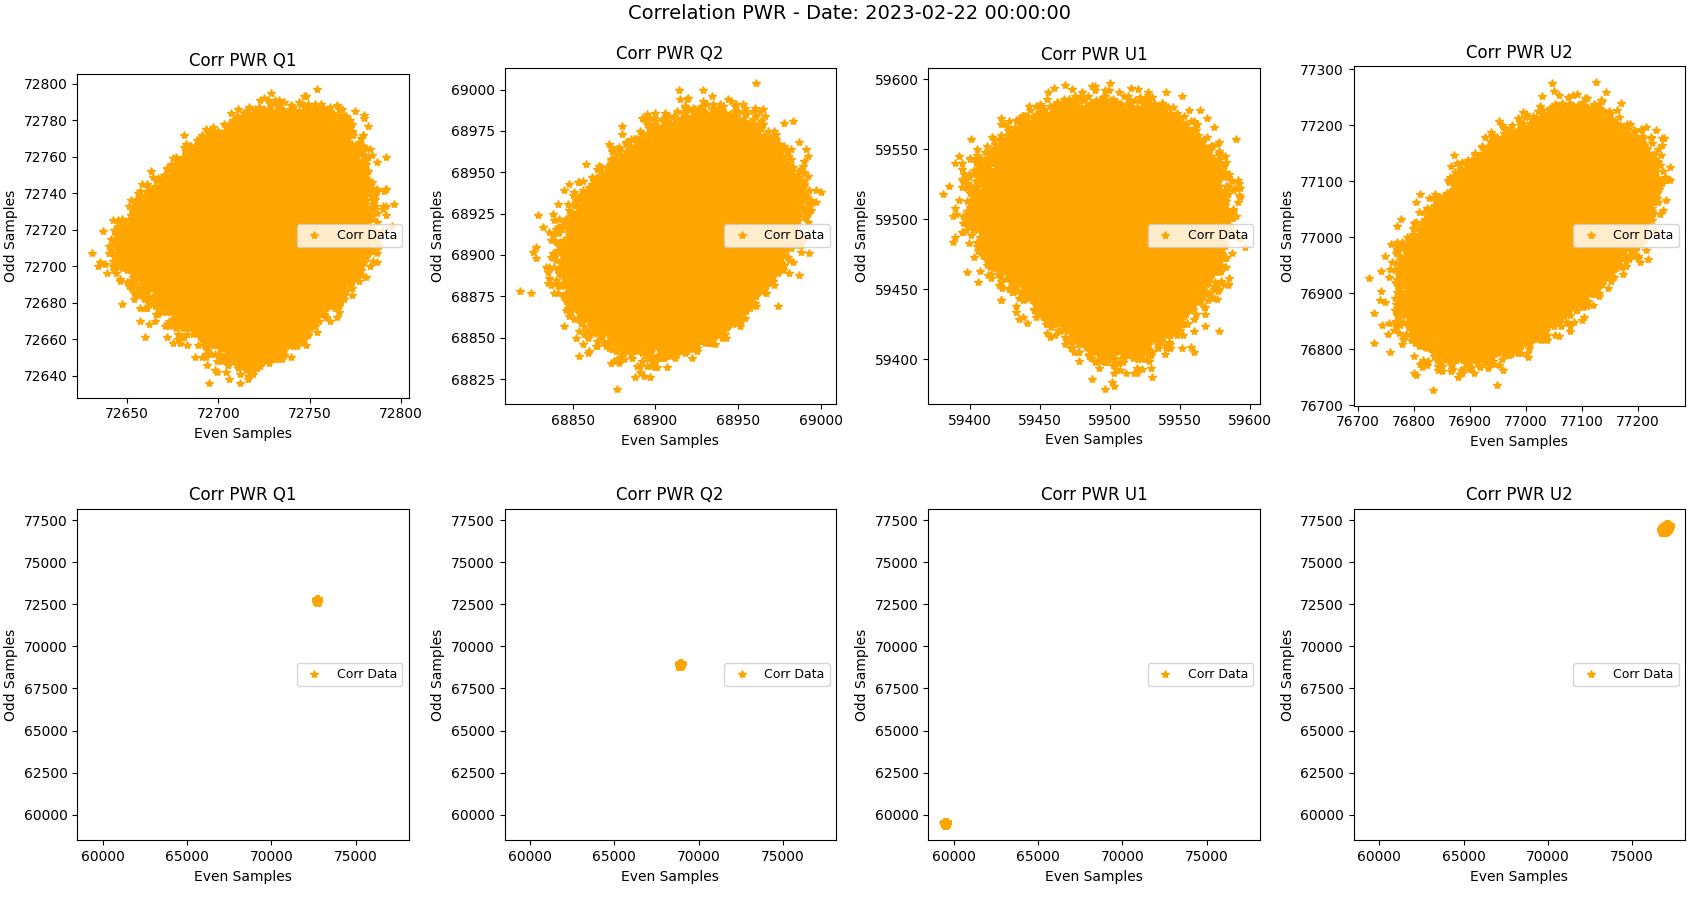 Correlation PWR - Date: 2023-02-22 00:00:00
Corr PWR Q1
72800
72780
72760
72740
72720
72700
72680
72660
72640
Odd Samples
Corr Data
72650 72700 72750 72800
Even Samples
Corr PWR Q2
69000
68975
68950
68925
68900
68875
68850
68825
Odd Samples
Corr Data
68850 68900 68950 69000
Even Samples
Corr PWR U1
59600
59550
59500
59450
59400
Odd Samples
Corr Data
59400 59450 59500 59550 59600
Even Samples
Corr PWR U2
77300
77200
77100
77000
76900
76800
76700
Odd Samples
Corr Data
76700 76800 76900 77000 77100 77200
Even Samples
Corr PWR Q1
77500
75000
72500
70000
67500
65000
62500
60000
Odd Samples
Corr Data
60000 65000 70000 75000
Even Samples
Corr PWR Q2
77500
75000
72500
70000
67500
65000
62500
60000
Odd Samples
Corr Data
60000 65000 70000 75000
Even Samples
Corr PWR U1
77500
75000
72500
70000
67500
65000
62500
60000
Odd Samples
Corr Data
60000 65000 70000 75000
Even Samples
Corr PWR U2
77500
75000
72500
70000
67500
65000
62500
60000
Odd Samples
Corr Data
60000 65000 70000 75000
Even Samples